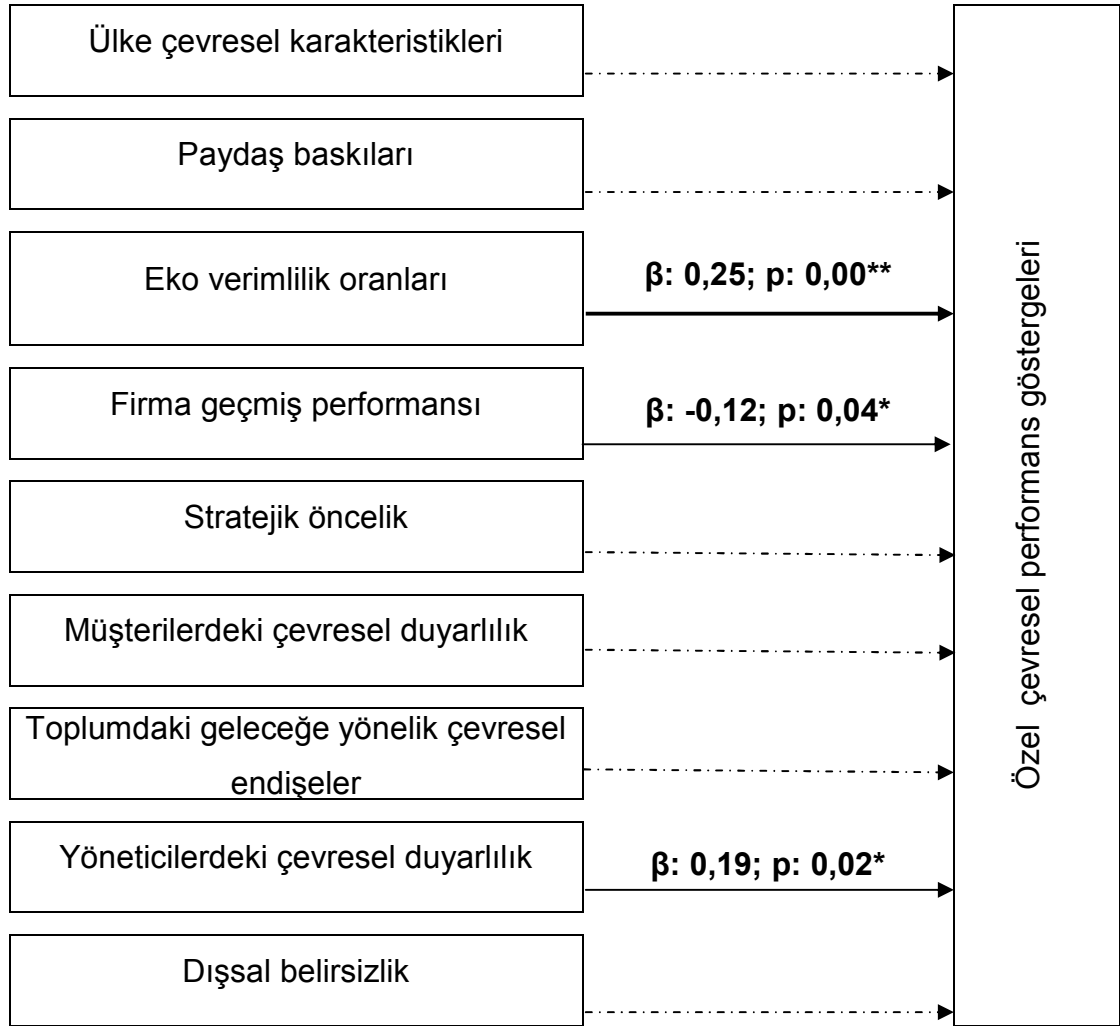 Ülke çevresel karakteristikleri
Paydaş baskıları
Eko verimlilik oranları
β: 0,25; p: 0,00**
Firma geçmiş performansı
β: -0,12; p: 0,04*
Stratejik öncelik
Müşterilerdeki çevresel duyarlılık
Toplumdaki geleceğe yönelik çevresel
endişeler
Yöneticilerdeki çevresel duyarlılık
β: 0,19; p: 0,02*
Dışsal belirsizlik
Özel çevresel performans göstergeleri